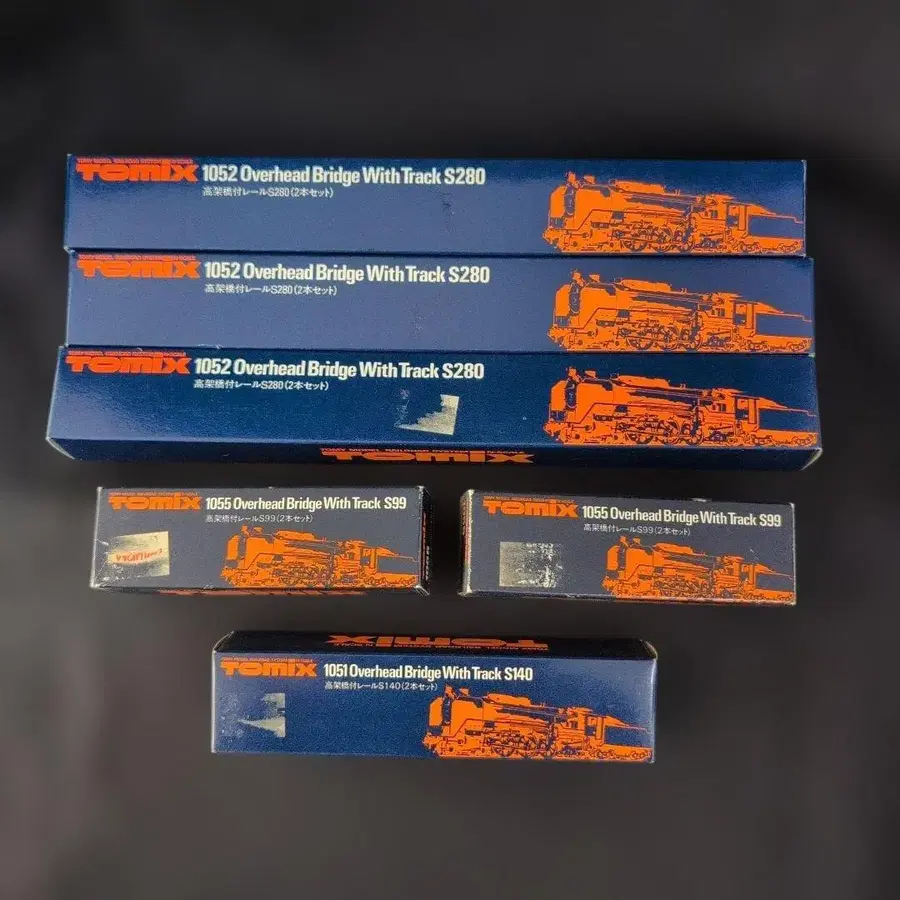 TOMIX 1052 Overhead Bridge With Track S280
高架橋付レールS280(2本セット)
TOMIX 1052 Overhead Bridge With Track S280
高架橋付レールS280(2本セット)
TOMIX 1052 Overhead Bridge With Track S280
高架橋付レールS280(2本セット)
TOMIX
TOMIX 1055 Overhead Bridge With Track S99
高架橋付レールS99(2本セット)
TOMIX 1055 Overhead Bridge With Track S99
高架橋付レールS99(2本セット)
TOMIX
TOMIX 1051 Overhead Bridge With Track S140
高架橋付レールS140(2本セット)